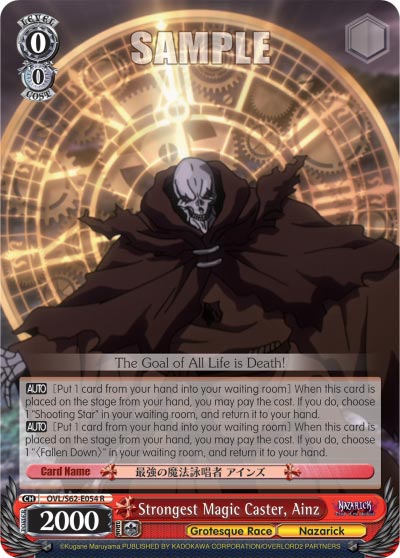 LEVEL
0
0
COST
SAMPLE
The Goal of All Life is Death!
AUTO [Put 1 card from your hand into your waiting room] When this card is
placed on the stage from your hand, you may pay the cost. If you do, choose
1 "Shooting Star" in your waiting room, and return it to your hand.
AUTO [Put 1 card from your hand into your waiting room] When this card is
placed on the stage from your hand, you may pay the cost. If you do, choose
1 "〈Fallen Down〉" in your waiting room, and return it to your hand.
Card Name 最強の魔法詠唱者 アインズ
CH OVL/S62-E054 R
Strongest Magic Caster, Ainz
NAZARICK
POWER 2000
Grotesque Race Nazarick
©Kugane Maruyama,PUBLISHED BY KADOKAWA CORPORATION/OVERLORD2 PARTNERS